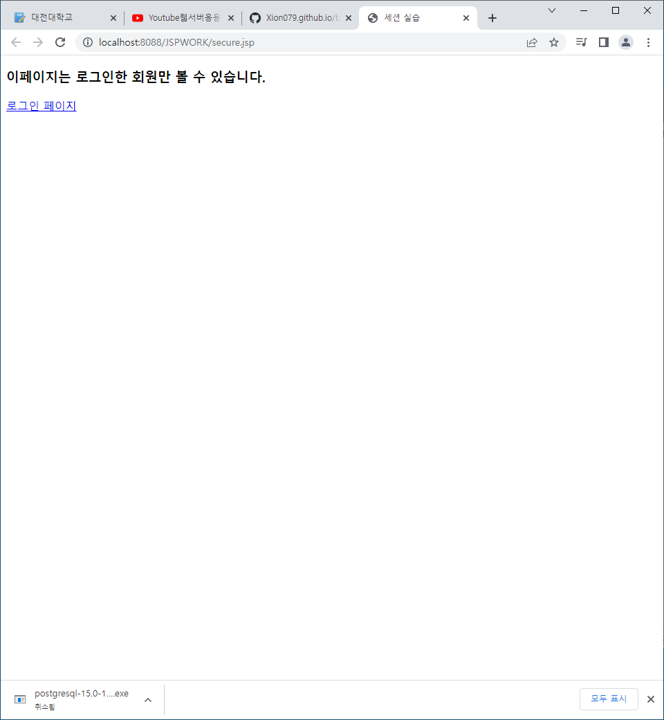 대전대학교
Youtube웹서버응용
Xion079.github.io/
세션 실습
localhost:8088/JSPWORK/secure.jsp
이페이지는 로그인한 회원만 볼 수 있습니다.
로그인 페이지
postgresql-15.0-1....exe
취소됨
모두 표시